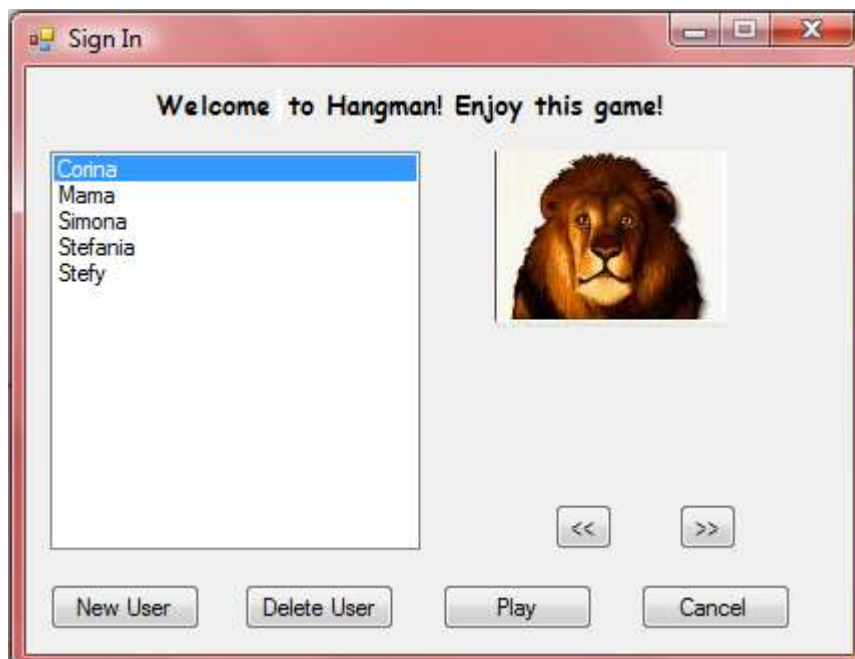 Sign In
Welcome to Hangman! Enjoy this game!
Corina
Mama
Simona
Stefania
Stefy
<< >>
New User Delete User Play Cancel